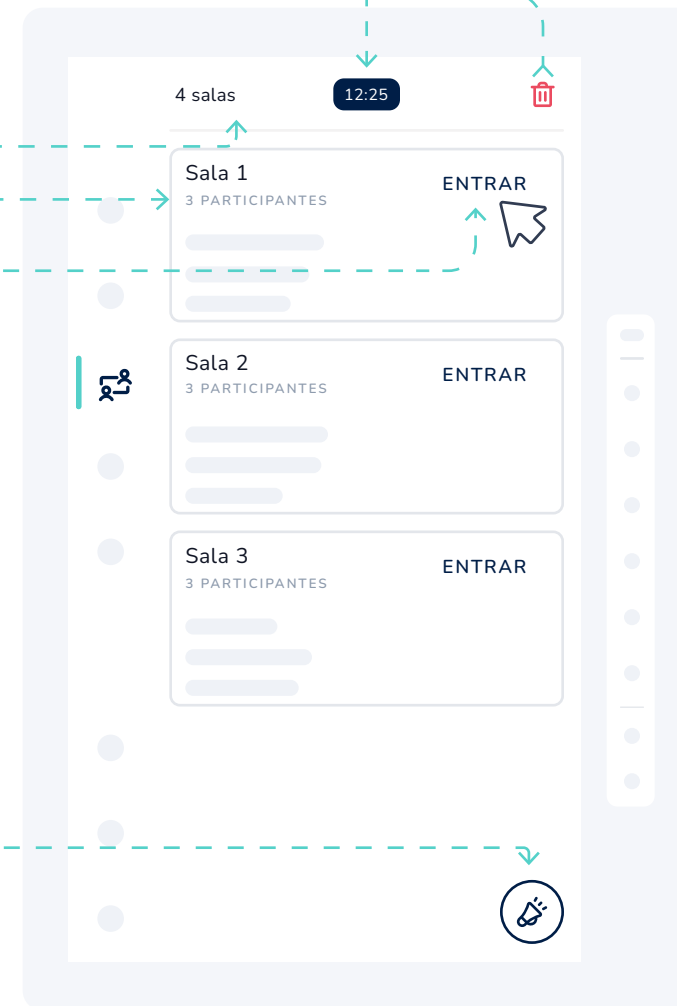 4 salas
12:25
Sala 1
ENTRAR
3 PARTICIPANTES
Sala 2
ENTRAR
3 PARTICIPANTES
Sala 3
ENTRAR
3 PARTICIPANTES